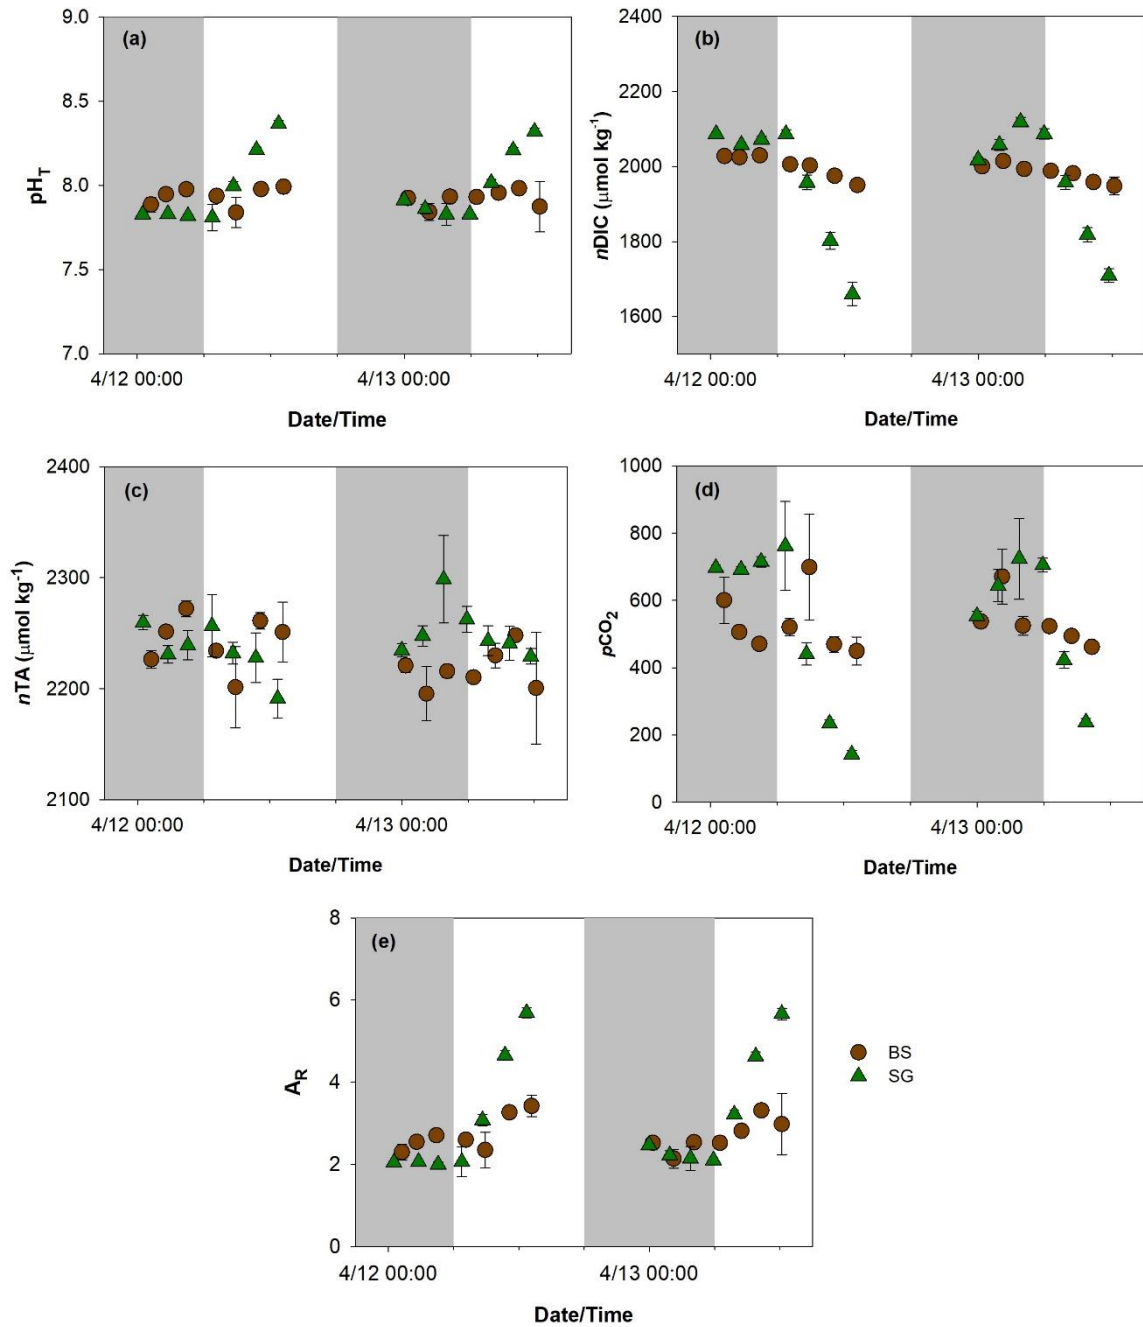 (a)
9.0
8.5
8.0
7.5
7.0
pHT
4/12 00:00
4/13 00:00
Date/Time
(b)
2400
2200
2000
1800
1600
nDIC (µmol kg-1)
4/12 00:00
4/13 00:00
Date/Time
(c)
2400
2300
2200
2100
nTA (µmol kg-1)
4/12 00:00
4/13 00:00
Date/Time
(d)
1000
800
600
400
200
0
pCO2
4/12 00:00
4/13 00:00
Date/Time
(e)
8
6
4
2
0
AR
4/12 00:00
4/13 00:00
Date/Time
BS
SG